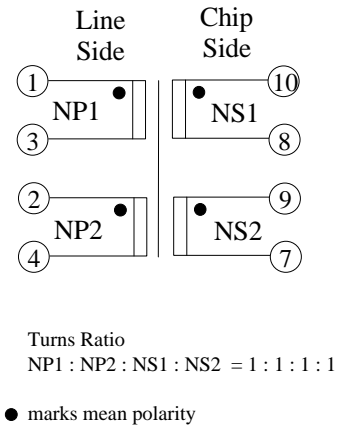 Line Side
Chip Side
1
10
NP1
NS1
3
8
2
9
NP2
NS2
4
7
Turns Ratio
NP1 : NP2 : NS1 : NS2 = 1 : 1 : 1 : 1
marks mean polarity